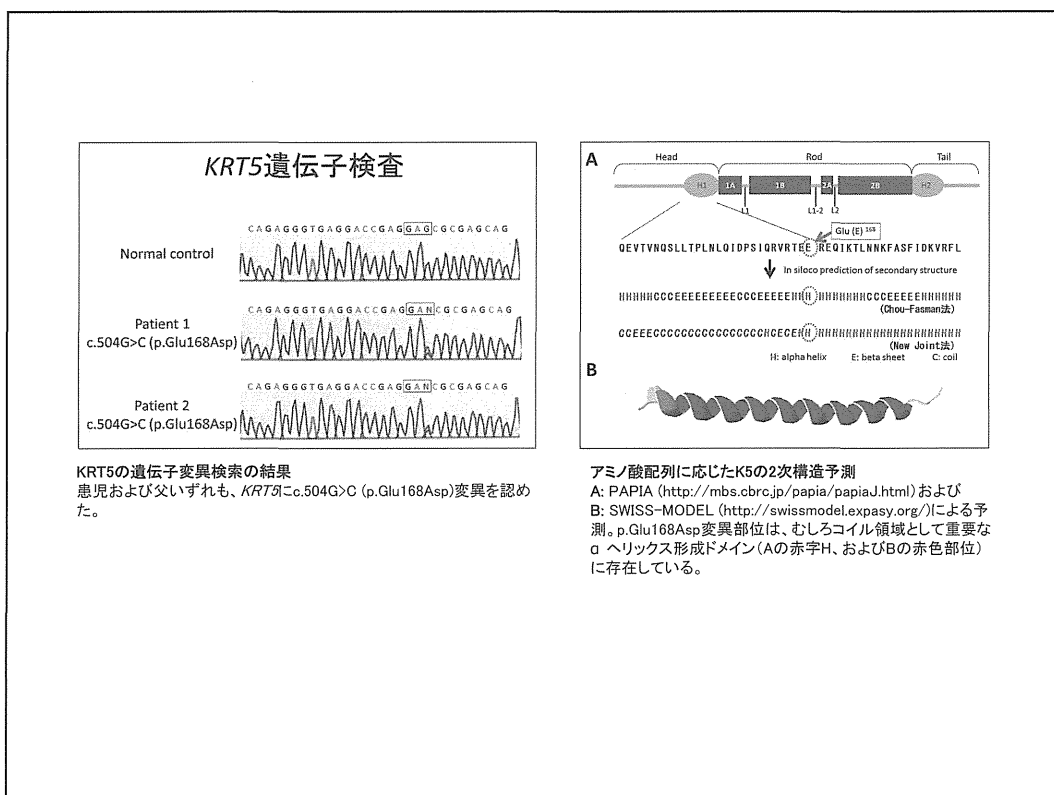 KRT5遺伝子検査
CAGAGGGTGAGGACCGAGGAGCGCGAGCAG
Normal control
CAGAGGGTGAGGACCGAGGANCGCGAGCAG
Patient 1
c.504G>C (p.Glu168Asp)
CAGAGGGTGAGGACCGAGGANCGCGAGCAG
Patient 2
c.504G>C (p.Glu168Asp)
KRT5の遺伝子変異検索の結果
患児および父いずれも、KRT5にc.504G>C (p.Glu168Asp)変異を認め
た。
A
Head Rod Tail
H1 1A 1B 2A 2B H2
L1 L1-2 L2
Glu (E) 168
QEVTVNQSLLTPLNLQIDPSIQRVRTEEREQIKTLNNKFASFIDKVRFL
In siloco prediction of secondary structure
(Chou-Fasman法)
(New Joint法)
H: alpha helix E: beta sheet C: coil
B
アミノ酸配列に応じたK5の2次構造予測
A: PAPIA (http://mbs.cbrc.jp/papia/papiaJ.html)および
B: SWISS-MODEL (http://swissmodel.expasy.org/)による予
測。p.Glu168Asp変異部位は、むしろコイル領域として重要な
α ヘリックス形成ドメイン(Aの赤字H、およびBの赤色部位)
に存在している。